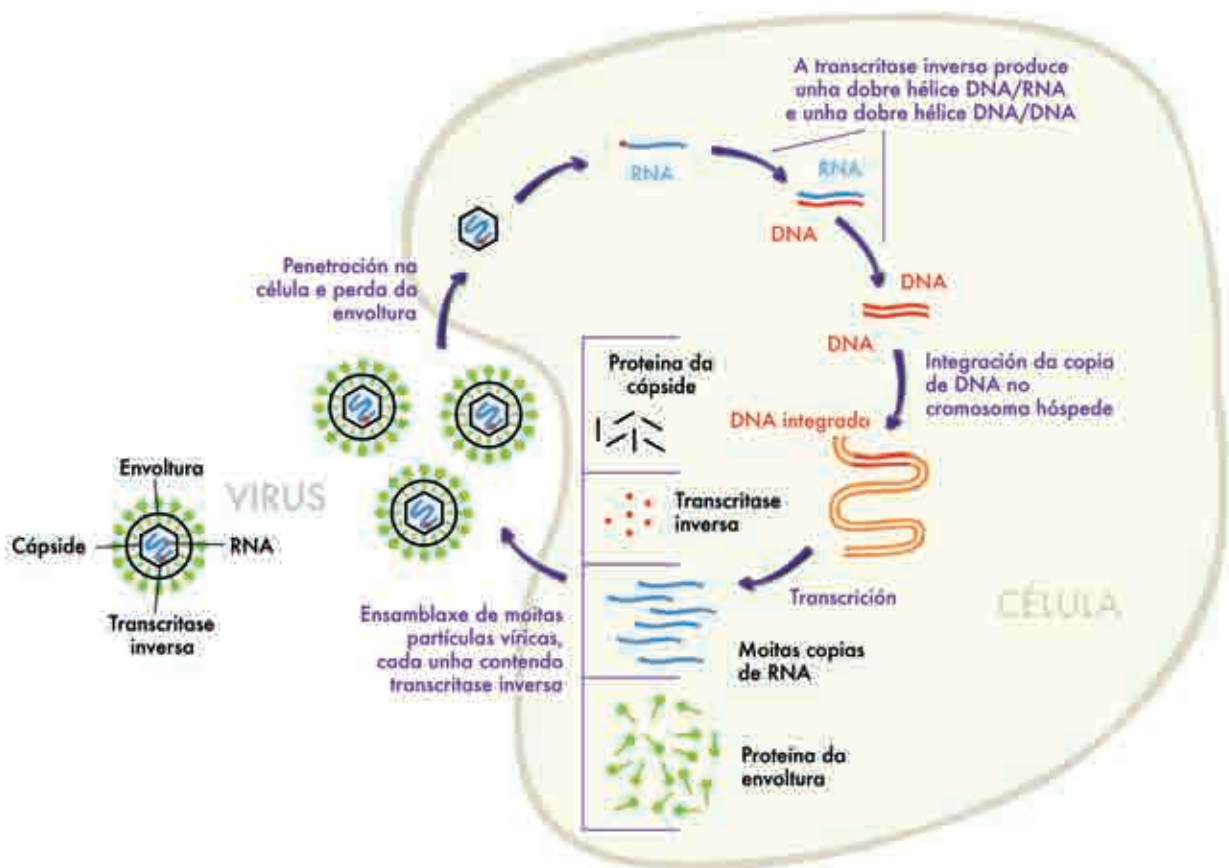 A transcritase inversa produce
unha dobre hélice DNA/RNA
e unha dobre hélice DNA/DNA
RNA
RNA
DNA
DNA
DNA
Penetración na
célula e perda da
envoltura
Integración da copia
de DNA no
cromosoma hóspede
Proteína da
cápside
DNA integrado
Envoltura
VIRUS
Cápside
RNA
Transcritase
inversa
Transcritase
inversa
Transcrición
CÉLULA
Ensamblaxe de moitas
partículas víricas,
cada unha contendo
transcritase inversa
Moitas copias
de RNA
Proteína da
envoltura